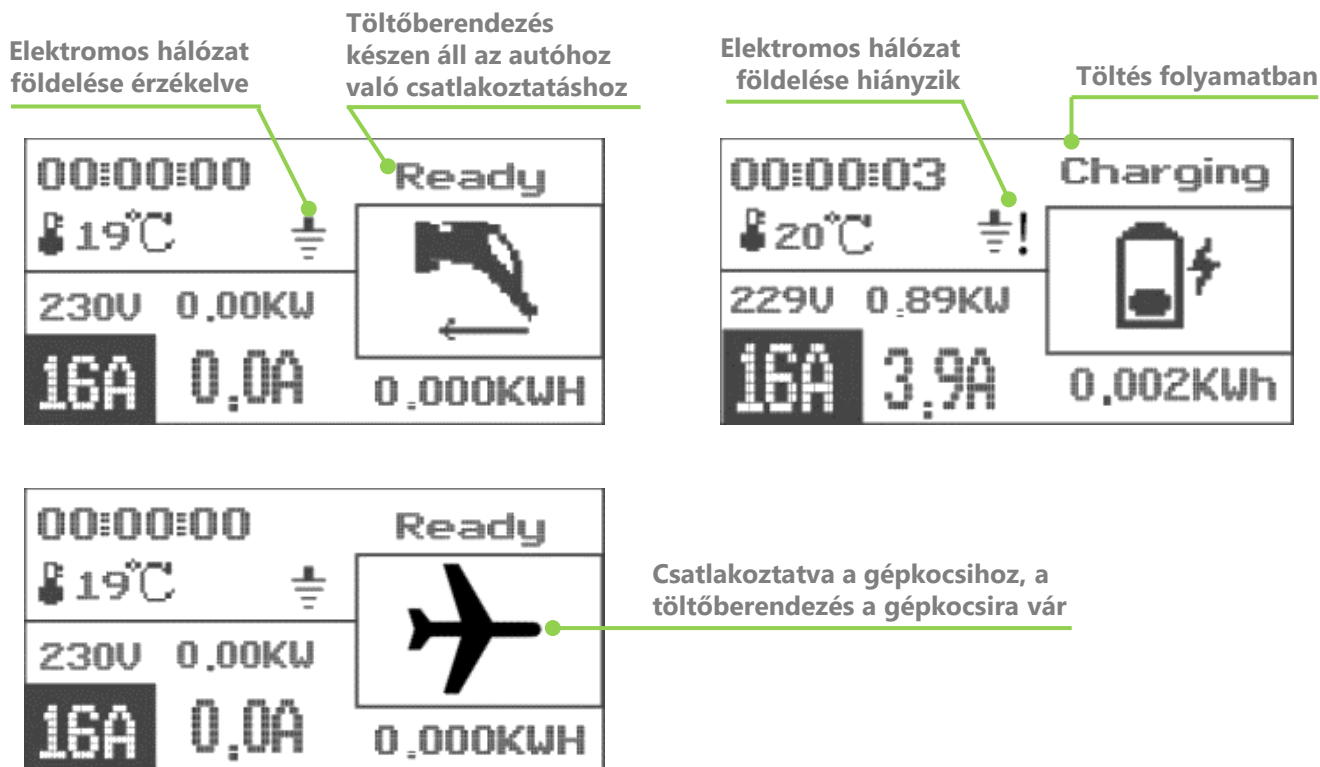 Elektromos hálózat
földelése érzékelve
Töltőberendezés
készen áll az autóhoz
való csatlakoztatáshoz
00:00:00
Ready
19°C
230V 0.00KW
16A 0.0A
0.000KWH
Elektromos hálózat
földelése hiányzik
Töltés folyamatban
00:00:03
Charging
20°C
!
229V 0.89KW
16A 3.9A
0.002KWh
00:00:00
Ready
19°C
230V 0.00KW
16A 0.0A
0.000KWH
Csatlakoztatva a gépkocsihoz, a
töltőberendezés a gépkocsira vár